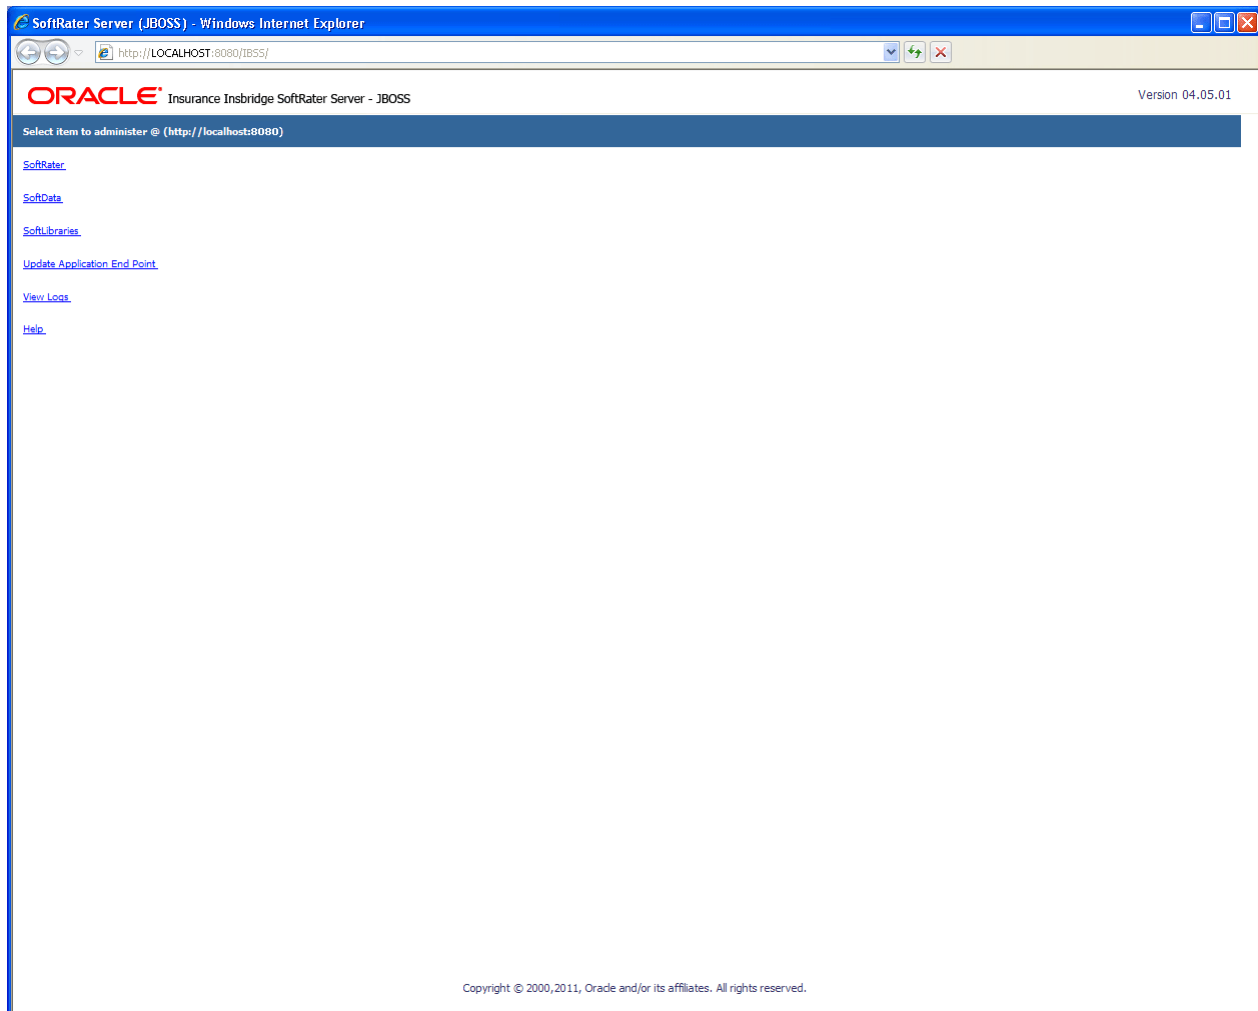 SoftRater Server (JBOSS) - Windows Internet Explorer
http://LOCALHOST:8080/IBSS/
ORACLE® Insurance Insbridge SoftRater Server - JBOSS
Version 04.05.01
Select item to administer @ (http://localhost:8080)
SoftRater
SoftData
SoftLibraries
Update Application End Point
View Logs
Help
Copyright © 2000,2011, Oracle and/or its affiliates. All rights reserved.